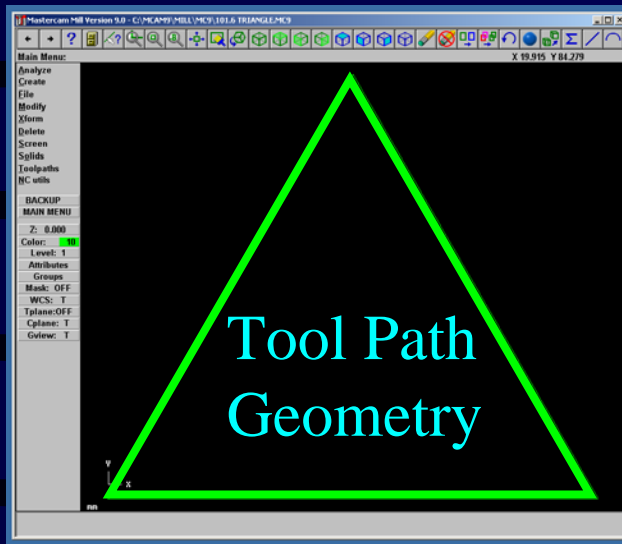 Mastercam Mill Version 9.0 - C:\MCAM9\MILL\MC9\101.6 TRIANGLE.MC9
Main Menu:
X 19.915 Y 84.279
Analyze
Create
File
Modify
Xform
Delete
Screen
Solids
Toolpaths
NC utils
BACKUP
MAIN MENU
Z: 0.000
Color: 10
Level: 1
Attributes
Groups
Mask: OFF
WCS: T
Tplane:OFF
Cplane: T
Gview: T
Tool Path
Geometry
Y
X